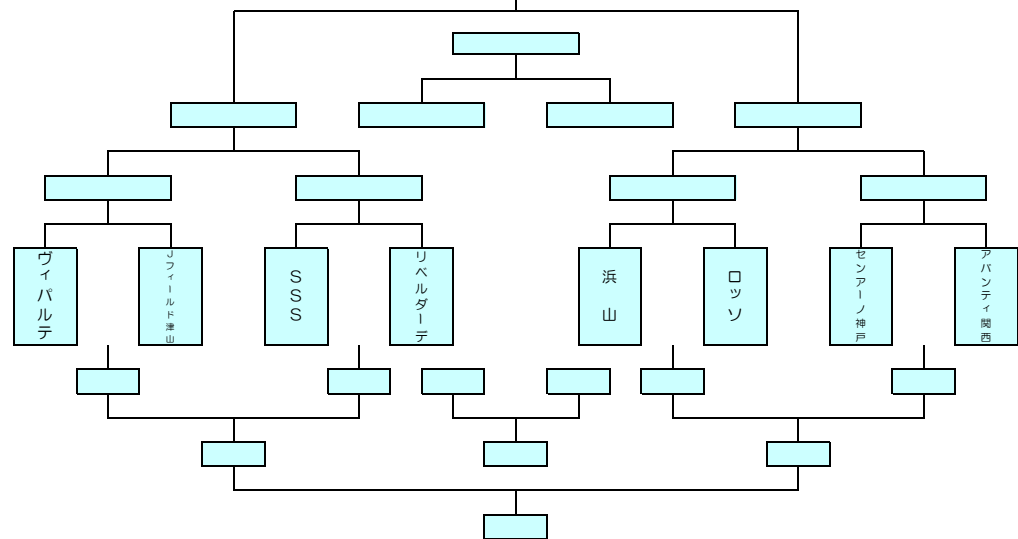 ヴィパルテ
Jフィールド津山
SSS
リベルダーデ
浜山
ロッソ
センアーノ神戸
アバンティ関西